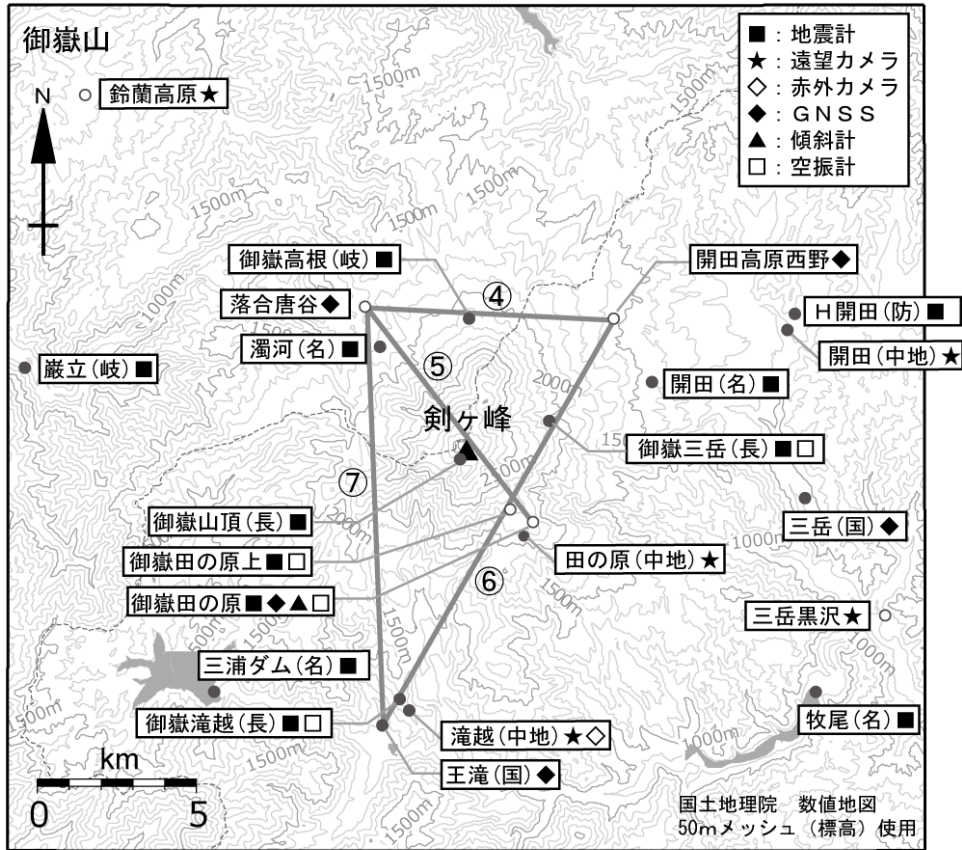 御嶽山
■：地震計
★：遠望カメラ
◇：赤外カメラ
◆：ＧＮＳＳ
▲：傾斜計
□：空振計
鈴蘭高原★
N
1500m
1500m
1500m
1500m
1000m
御嶽高根(岐)■
開田高原西野◆
落合唐谷◆
④
Ｈ開田(防)■
濁河(名)■
開田(中地)★
巌立(岐)■
⑤
2000m
開田(名)■
剣ヶ峰
御嶽三岳(長)■□
⑦
2000m
御嶽山頂(長)■
三岳(国)◆
1000m
御嶽田の原上■□
田の原(中地)★
⑥
御嶽田の原■◆▲□
1500m
三岳黒沢★
1500m
1500m
1500m
1000m
三浦ダム(名)■
1500m
御嶽滝越(長)■□
滝越(中地)★◇
1000m
牧尾(名)■
王滝(国)◆
km
0 5
1500m
国土地理院 数値地図
50mメッシュ（標高）使用